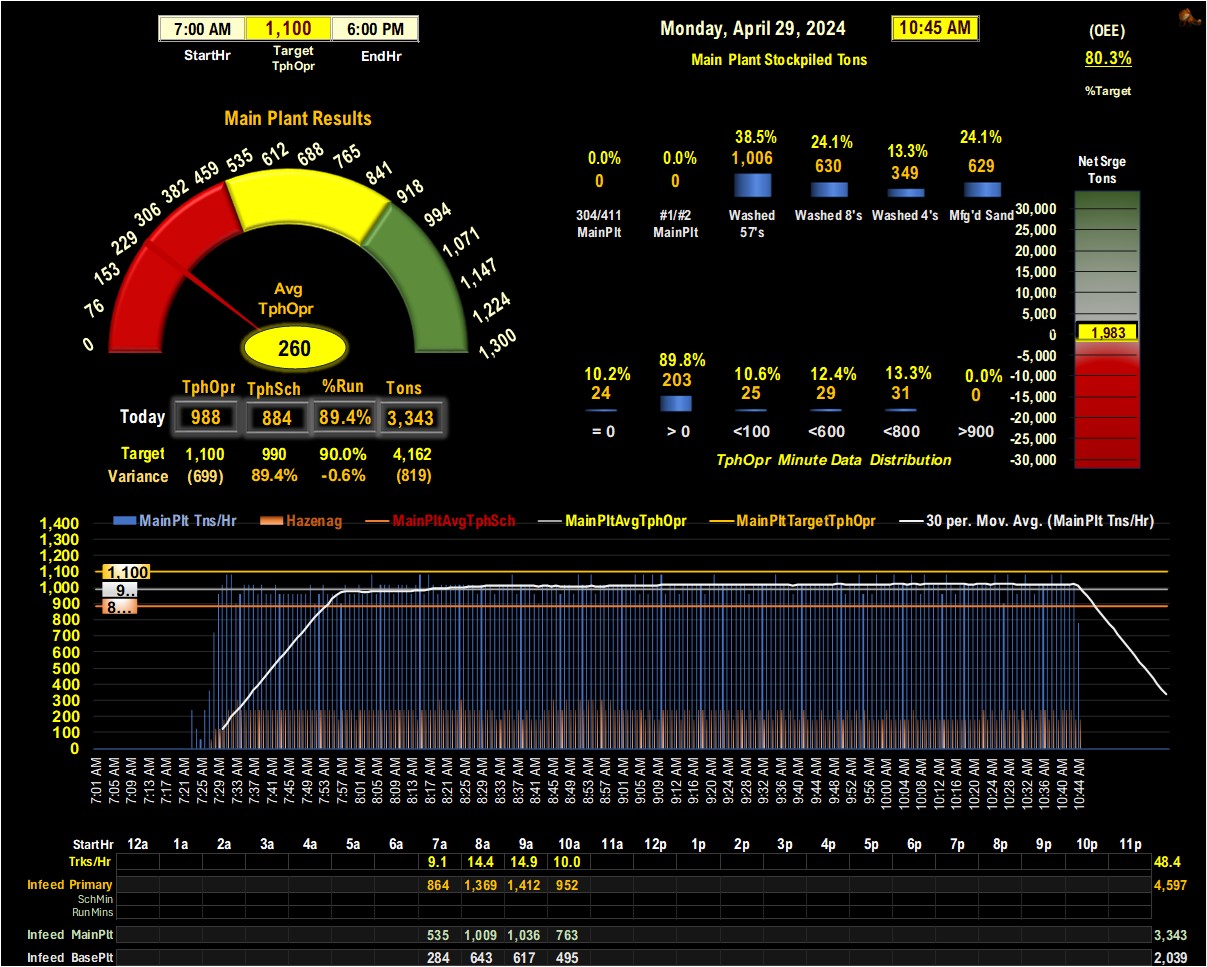 7:00 AM 1,100 6:00 PM
StartHr Target TphOpr EndHr
Monday, April 29, 2024 10:45 AM
Main Plant Stockpiled Tons
(OEE)
80.3%
%Target
Main Plant Results
0 76 153 229 306 382 459 535 612 688 765 841 918 994 1,071 1,147 1,224 1,300
Avg
TphOpr
260
TphOpr TphSch %Run Tons
Today 988 884 89.4% 3,343
Target 1,100 990 90.0% 4,162
Variance (699) 89.4% -0.6% (819)
0.0% 0.0% 38.5% 24.1% 13.3% 24.1%
0 0 1,006 630 349 629
304/411 MainPlt #1/#2 MainPlt Washed 57's Washed 8's Washed 4's Mfg'd Sand
10.2% 89.8% 10.6% 12.4% 13.3% 0.0%
24 203 25 29 31 0
= 0 > 0 <100 <600 <800 >900
TphOpr Minute Data Distribution
Net Srge
Tons
30,000
25,000
20,000
15,000
10,000
5,000
0
1,983
-5,000
-10,000
-15,000
-20,000
-25,000
-30,000
MainPlt Tns/Hr Hazenag MainPltAvgTphSch MainPltAvgTphOpr MainPltTargetTphOpr 30 per. Mov. Avg. (MainPlt Tns/Hr)
1,400
1,300
1,200
1,100
1,000
900
800
700
600
500
400
300
200
100
0
1,100
9..
8...
7:01 AM 7:05 AM 7:09 AM 7:13 AM 7:17 AM 7:21 AM 7:25 AM 7:29 AM 7:33 AM 7:37 AM 7:41 AM 7:45 AM 7:49 AM 7:53 AM 7:57 AM 8:01 AM 8:05 AM 8:09 AM 8:13 AM 8:17 AM 8:21 AM 8:25 AM 8:29 AM 8:33 AM 8:37 AM 8:41 AM 8:45 AM 8:49 AM 8:53 AM 8:57 AM 9:01 AM 9:05 AM 9:09 AM 9:12 AM 9:16 AM 9:20 AM 9:24 AM 9:28 AM 9:32 AM 9:36 AM 9:40 AM 9:44 AM 9:48 AM 9:52 AM 9:56 AM 10:00 AM 10:04 AM 10:08 AM 10:12 AM 10:16 AM 10:20 AM 10:24 AM 10:28 AM 10:32 AM 10:36 AM 10:40 AM 10:44 AM
StartHr 12a 1a 2a 3a 4a 5a 6a 7a 8a 9a 10a 11a 12p 1p 2p 3p 4p 5p 6p 7p 8p 9p 10p 11p
Trks/Hr 9.1 14.4 14.9 10.0 48.4
Infeed Primary 864 1,369 1,412 952 4,597
SchMin
RunMins
Infeed MainPlt 535 1,009 1,036 763 3,343
Infeed BasePlt 284 643 617 495 2,039